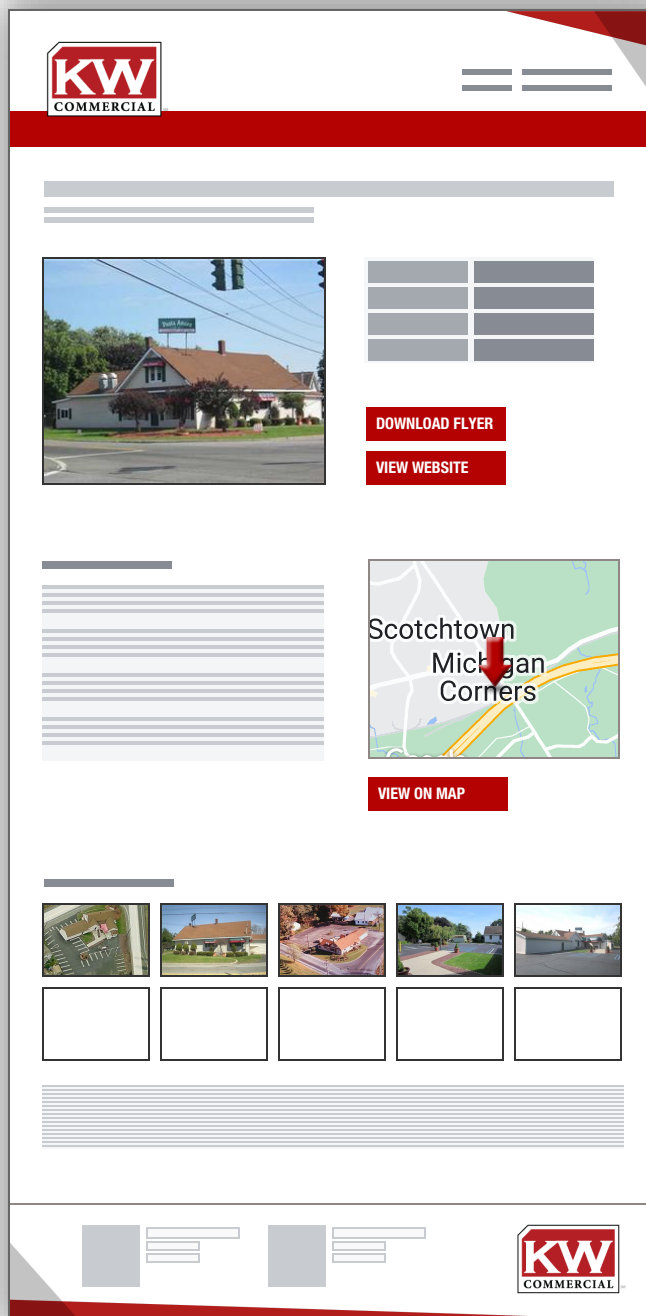 KW
COMMERCIAL
DOWNLOAD FLYER
VIEW WEBSITE
Scotchtown
Michigan
Corners
VIEW ON MAP
KW
COMMERCIAL